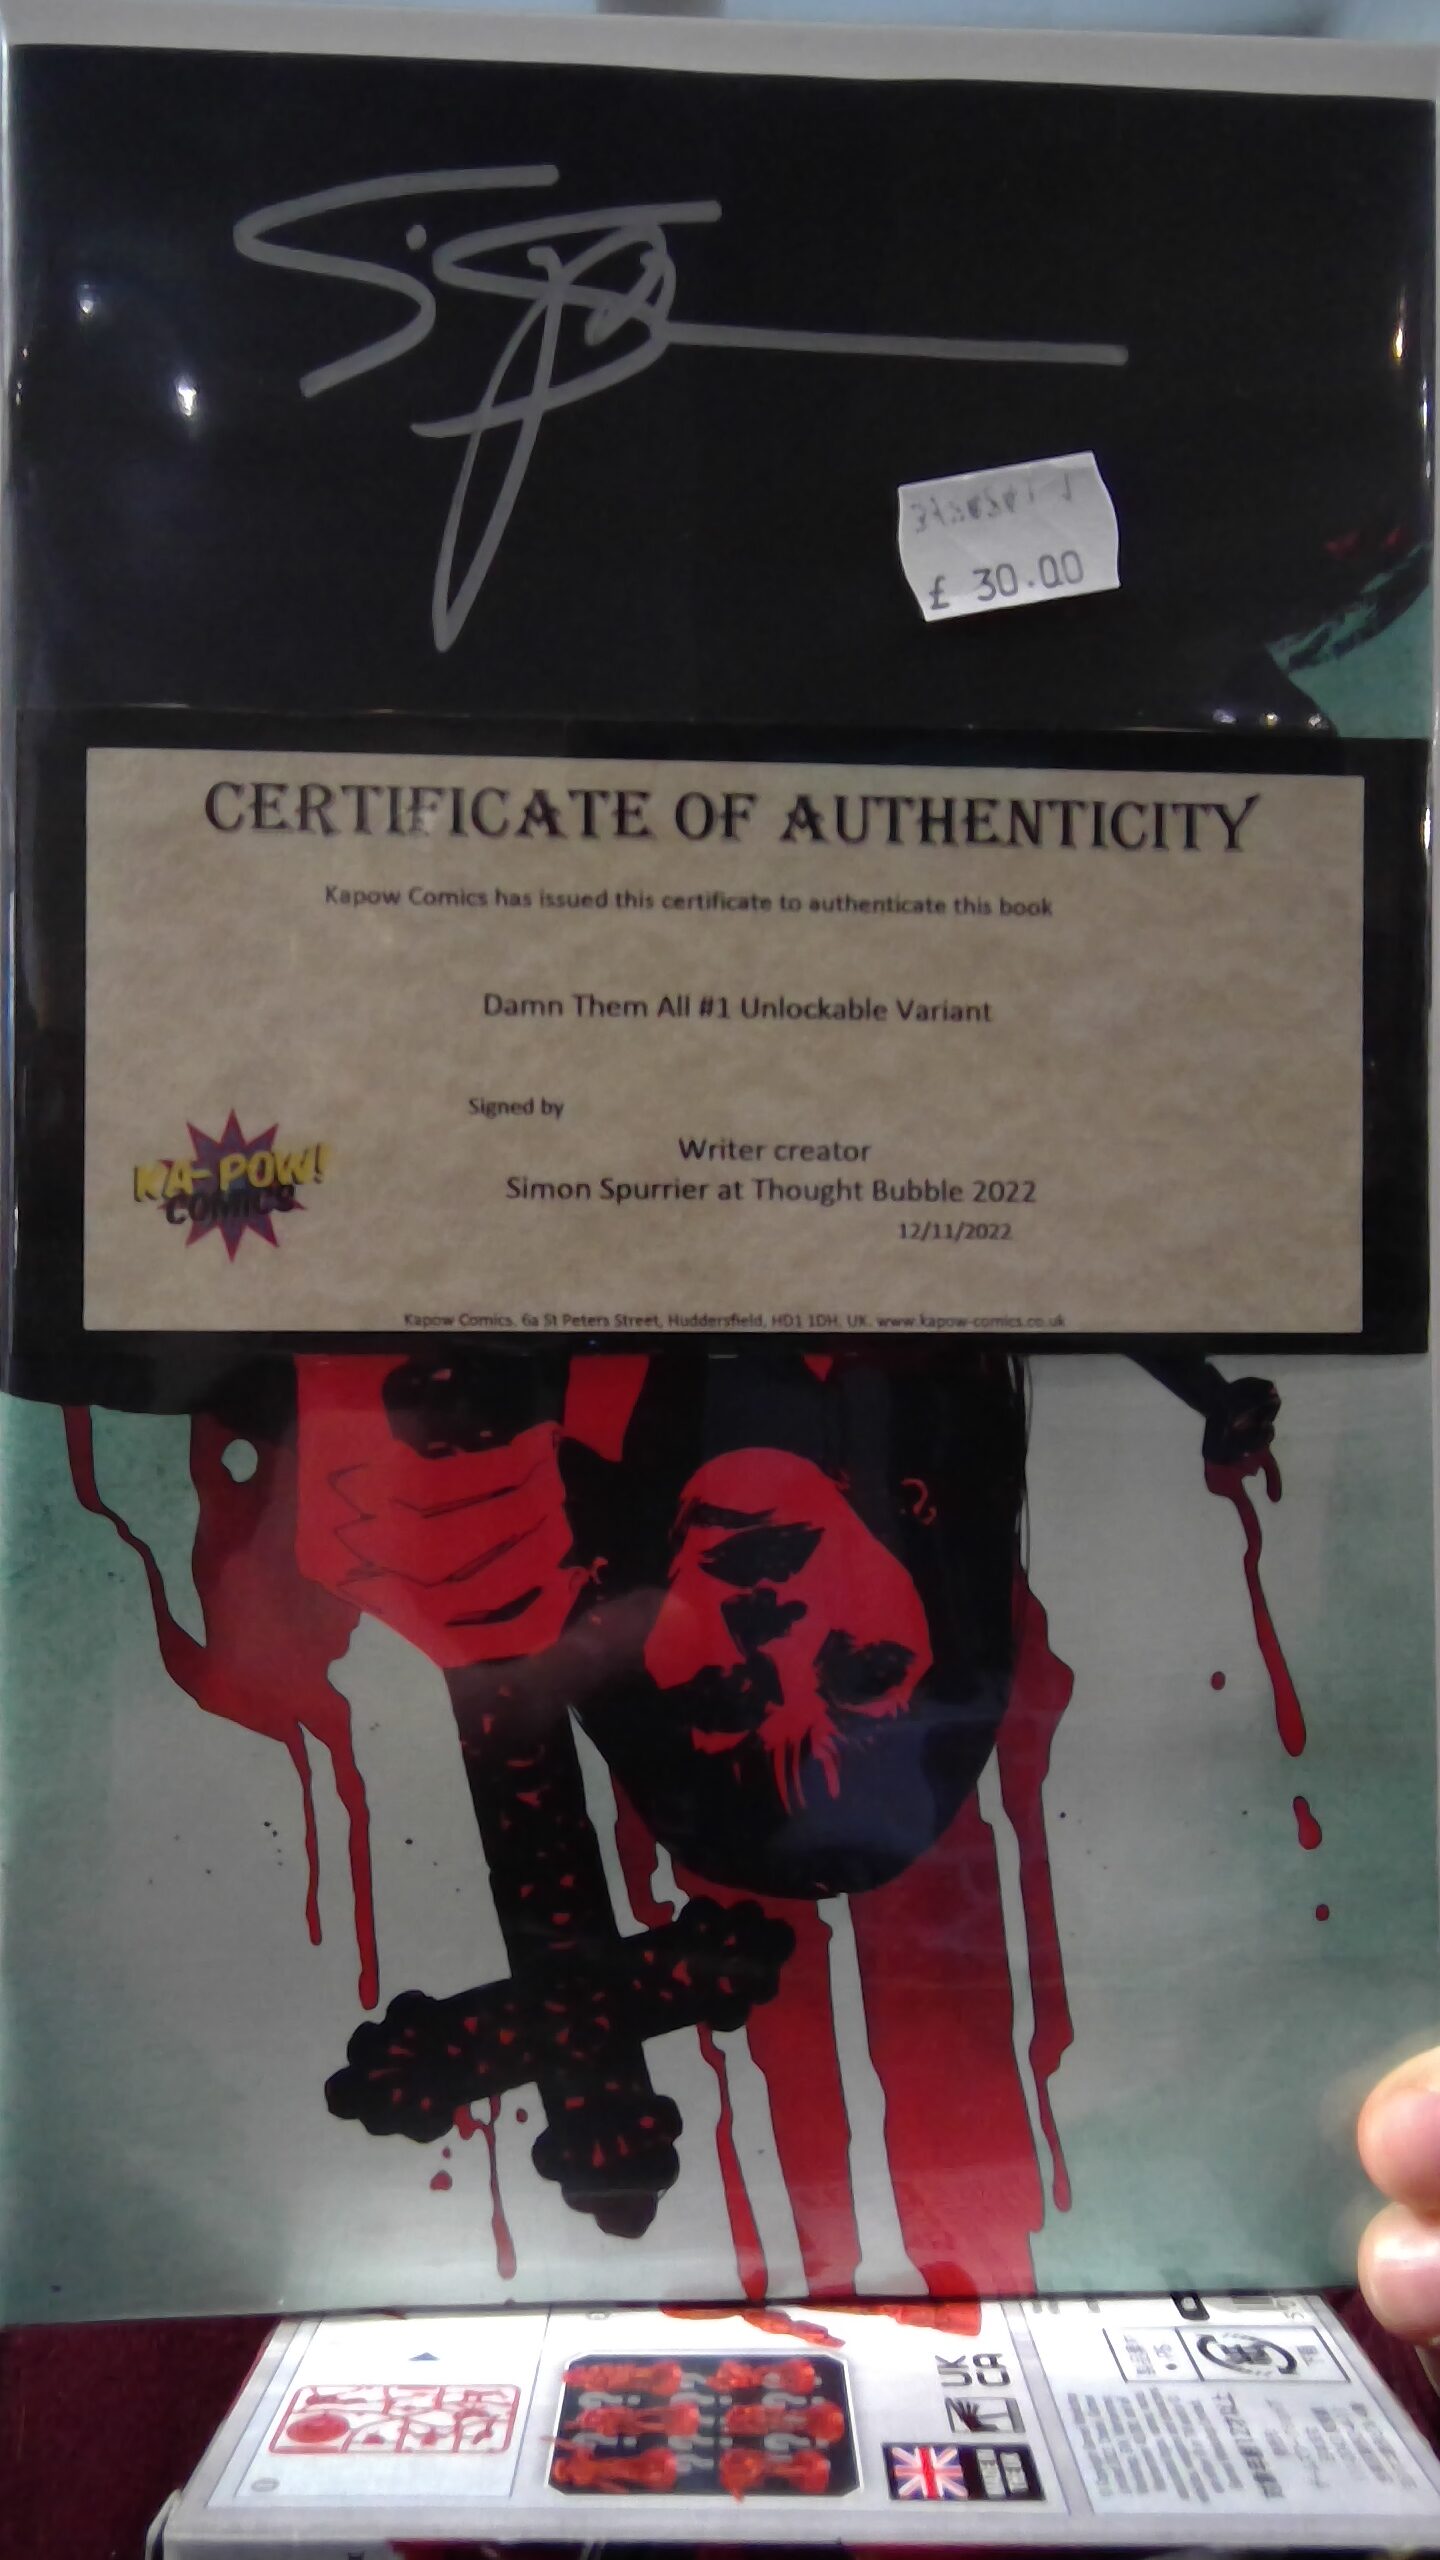 £ 30.00
CERTIFICATE OF AUTHENTICITY
Kapow Comics has issued this certificate to authenticate this book
Damn Them All #1 Unlockable Variant
Signed by
Writer creator
Simon Spurrier at Thought Bubble 2022
12/11/2022
KA-POW!
COMICS
Kapow Comics, 6a St Peters Street, Huddersfield, HD1 1DH, UK. www.kapow-comics.co.uk
UK
CA